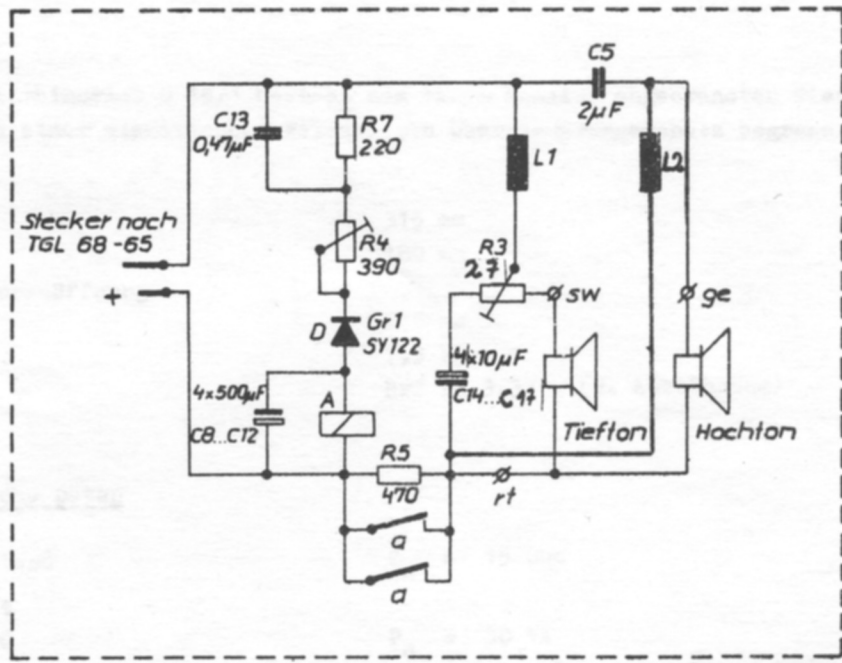 C5
2µF
C13
0,47µF
R7
220
L1
L2
Stecker nach
TGL 68-65
+
R4
390
R3
27
sw
ge
D
Gr1
SY122
4x10µF
C14...C17
4x500µF
C8...C12
A
Tiefton
Hochton
R5
470
rt
a
a